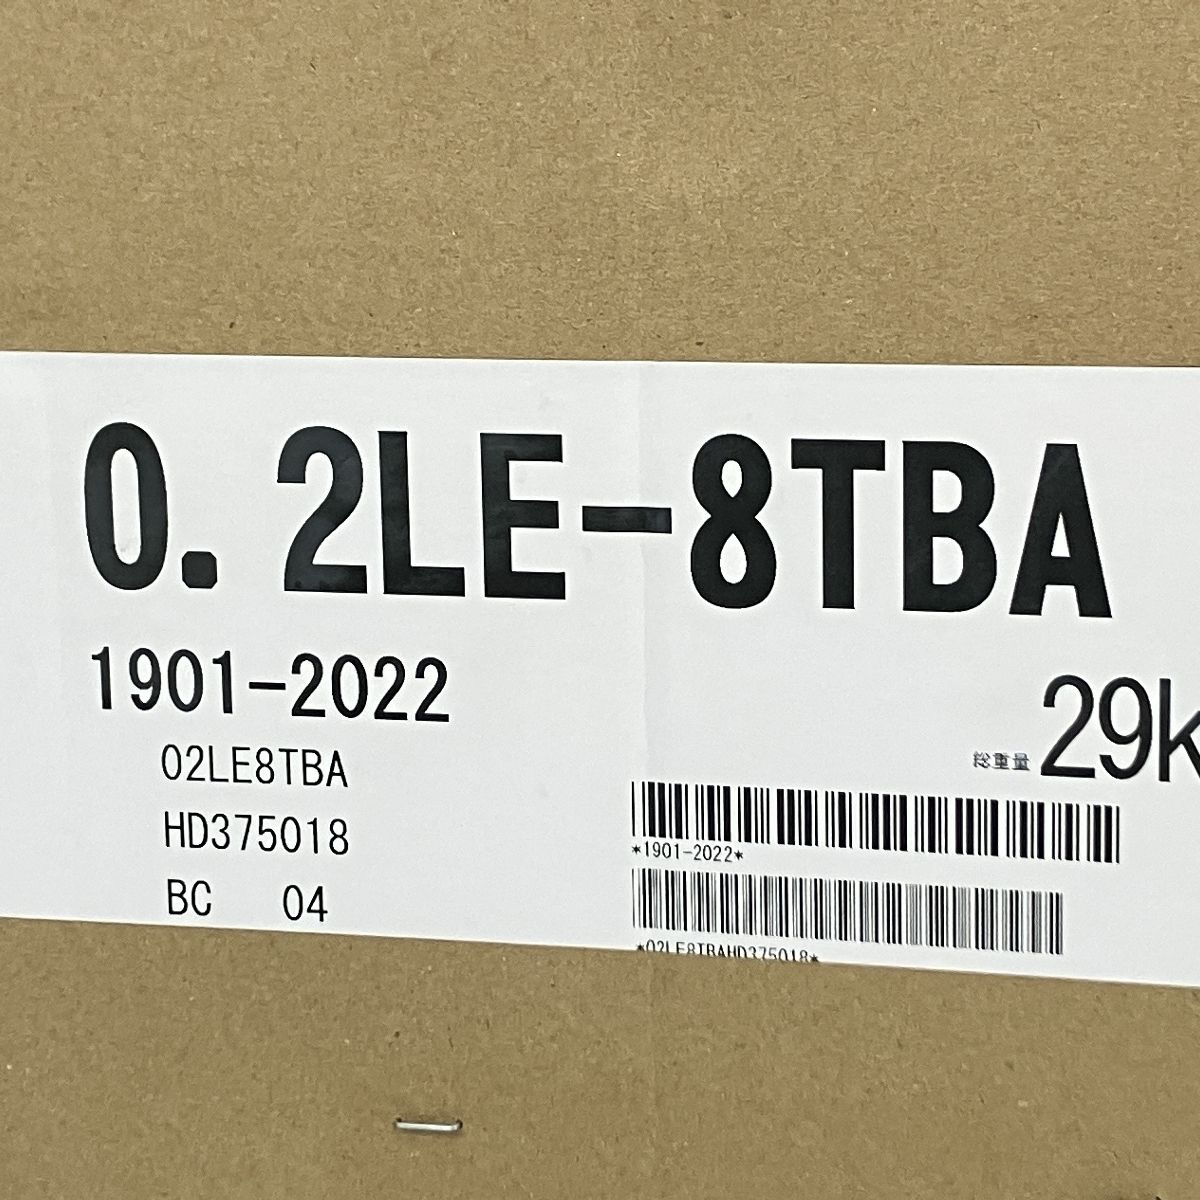 0.2LE-8TBA
1901-2022
02LE8TBA
HD375018
BC 04
総重量 29k
*1901-2022*
*02LE8TBAHD375018*